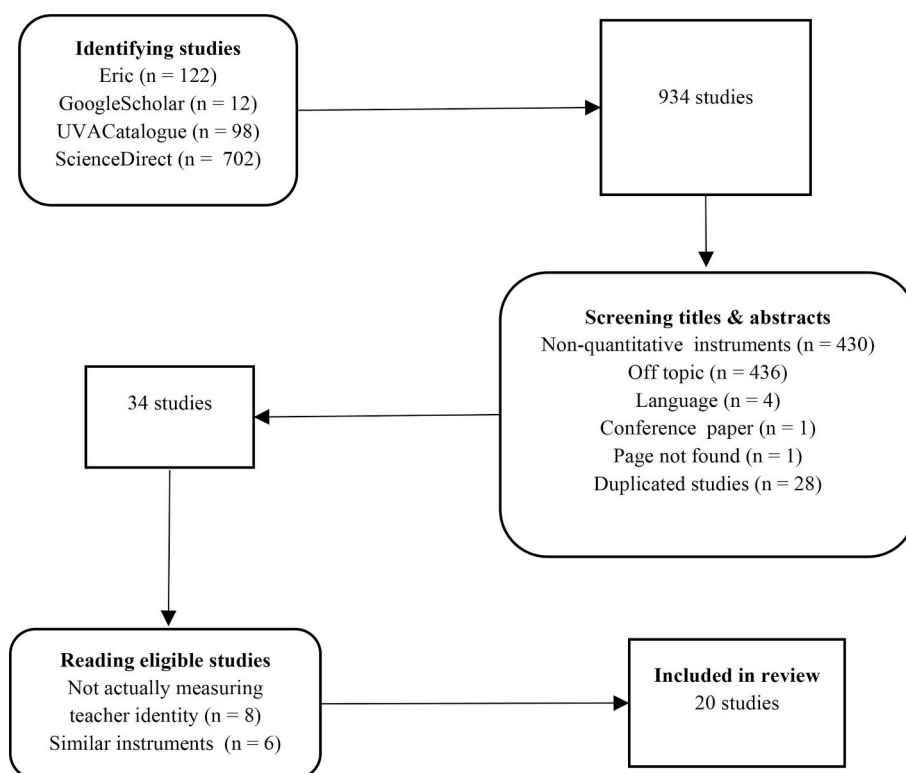 Identifying studies
Eric (n = 122)
GoogleScholar (n = 12)
UVACatalogue (n = 98)
ScienceDirect (n = 702)
934 studies
Screening titles & abstracts
Non-quantitative instruments (n = 430)
Off topic (n = 436)
Language (n = 4)
Conference paper (n = 1)
Page not found (n = 1)
Duplicated studies (n = 28)
34 studies
Reading eligible studies
Not actually measuring
teacher identity (n = 8)
Similar instruments (n = 6)
Included in review
20 studies